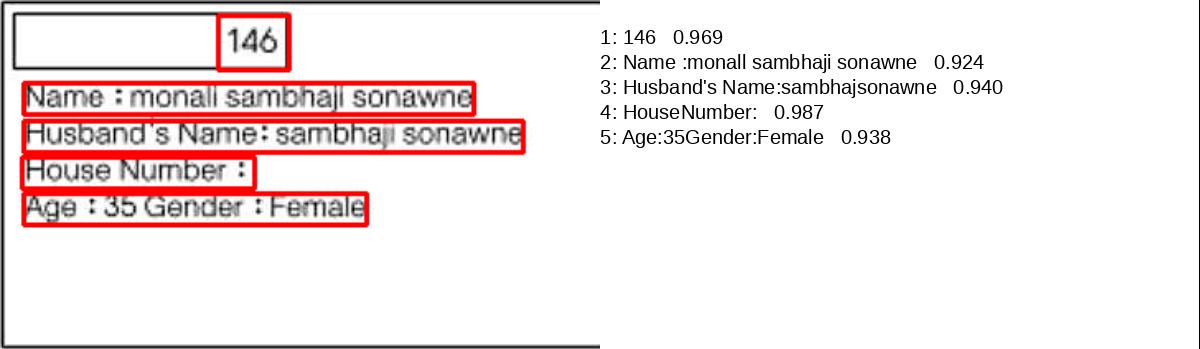 146
Name : monali sambhaji sonawne
Husband's Name: sambhaji sonawne
House Number :
Age : 35 Gender : Female
1: 146 0.969
2: Name :monall sambhaji sonawne 0.924
3: Husband's Name:sambhajsonawne 0.940
4: HouseNumber: 0.987
5: Age:35Gender:Female 0.938